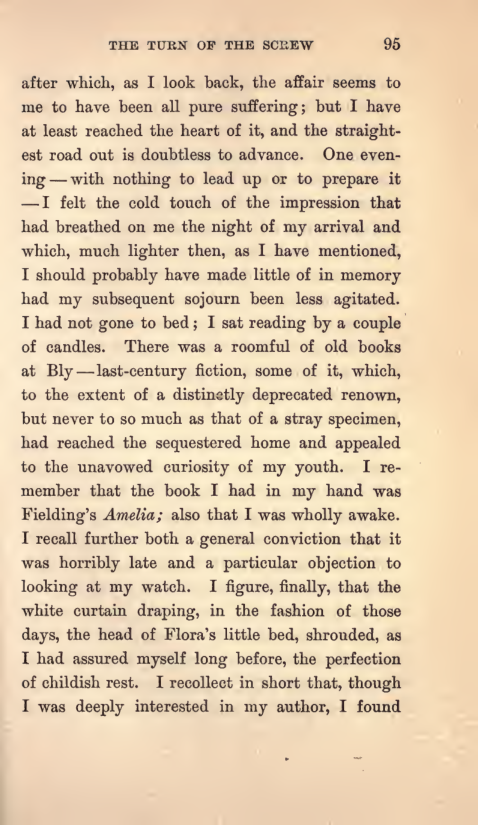 THE TURN OF THE SCREW 95
after which, as I look back, the affair seems to
me to have been all pure suffering; but I have
at least reached the heart of it, and the straight-
est road out is doubtless to advance. One even-
ing — with nothing to lead up or to prepare it
— I felt the cold touch of the impression that
had breathed on me the night of my arrival and
which, much lighter then, as I have mentioned,
I should probably have made little of in memory
had my subsequent sojourn been less agitated.
I had not gone to bed; I sat reading by a couple
of candles. There was a roomful of old books
at Bly — last-century fiction, some of it, which,
to the extent of a distinctly deprecated renown,
but never to so much as that of a stray specimen,
had reached the sequestered home and appealed
to the unavowed curiosity of my youth. I re-
member that the book I had in my hand was
Fielding's Amelia; also that I was wholly awake.
I recall further both a general conviction that it
was horribly late and a particular objection to
looking at my watch. I figure, finally, that the
white curtain draping, in the fashion of those
days, the head of Flora's little bed, shrouded, as
I had assured myself long before, the perfection
of childish rest. I recollect in short that, though
I was deeply interested in my author, I found